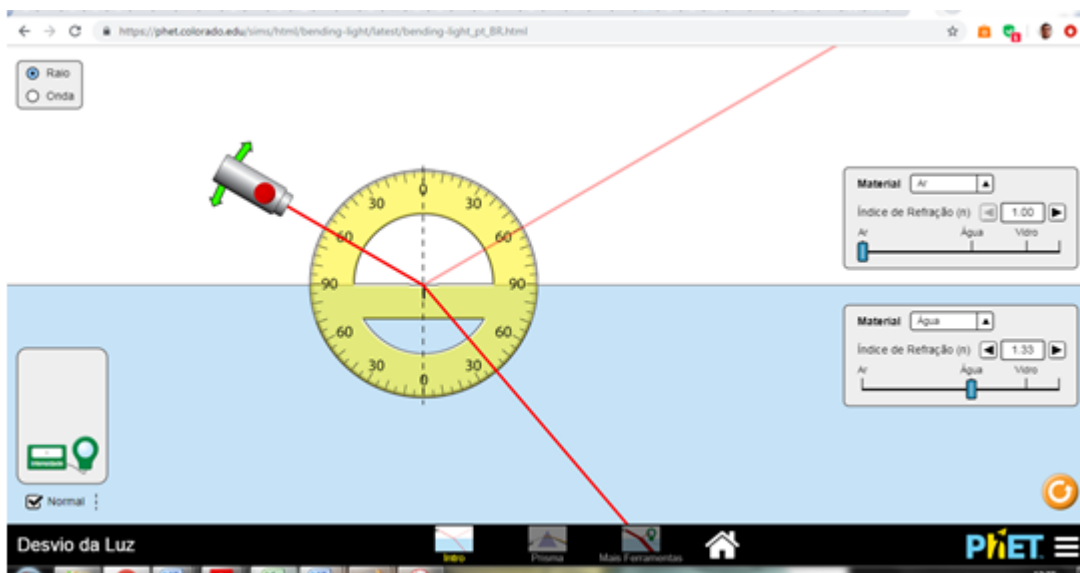 https://phet.colorado.edu/sims/html/bending-light/latest/bending-light_pt_BR.html
Raio
Onda
0
30 30
60 60
90 90
60 60
30 30
0
Material Ar
Índice de Refração (n) 1.00
Ar Água Vidro
Material Água
Índice de Refração (n) 1.33
Ar Água Vidro
Normal
Desvio da Luz
Intro
Prisma
Mais Ferramentas
PhET